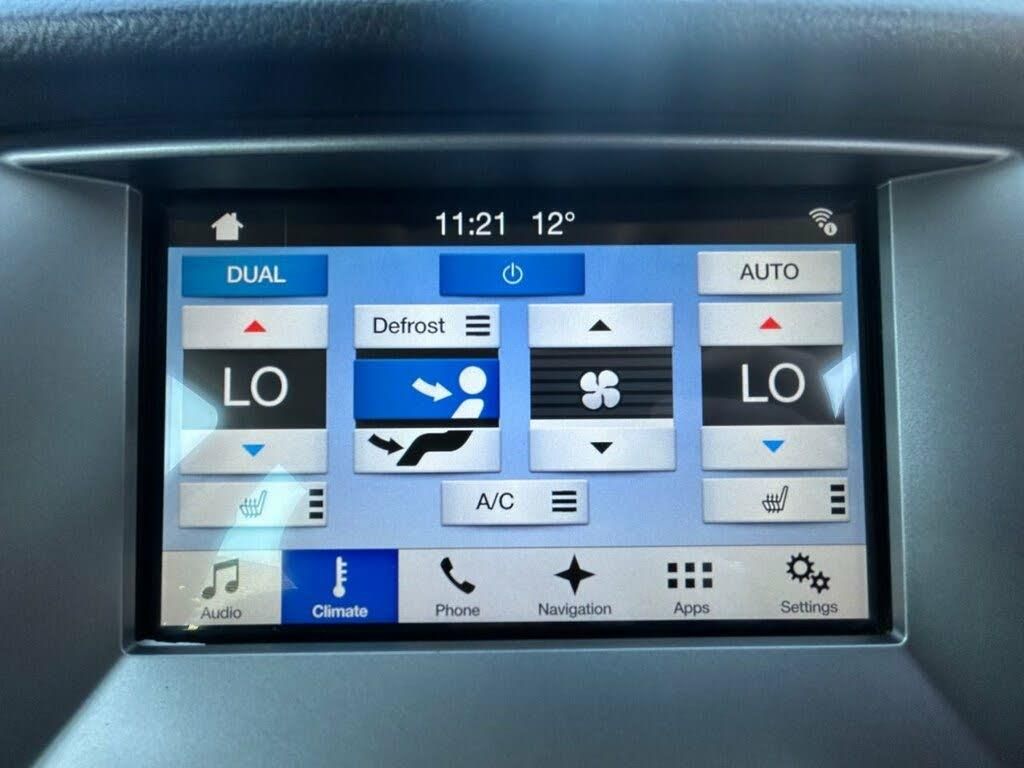 11:21 12°
DUAL
AUTO
Defrost
LO
LO
A/C
Audio
Climate
Phone
Navigation
Apps
Settings